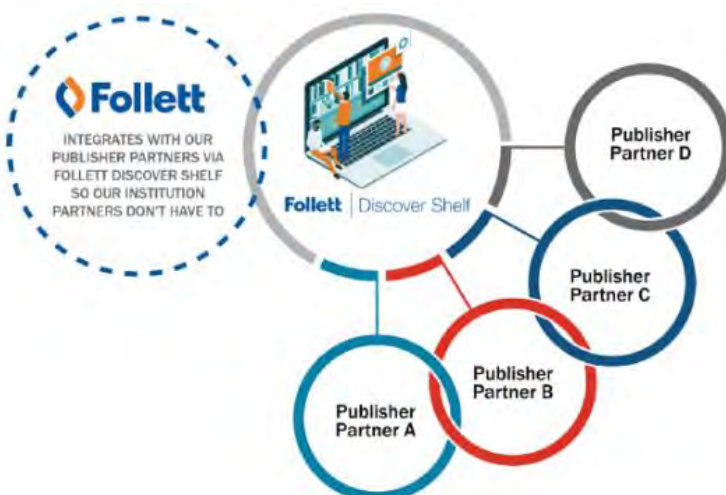 Follett
INTEGRATES WITH OUR
PUBLISHER PARTNERS VIA
FOLLETT DISCOVER SHELF
SO OUR INSTITUTION
PARTNERS DON'T HAVE TO
Follett | Discover Shelf
Publisher
Partner D
Publisher
Partner C
Publisher
Partner B
Publisher
Partner A